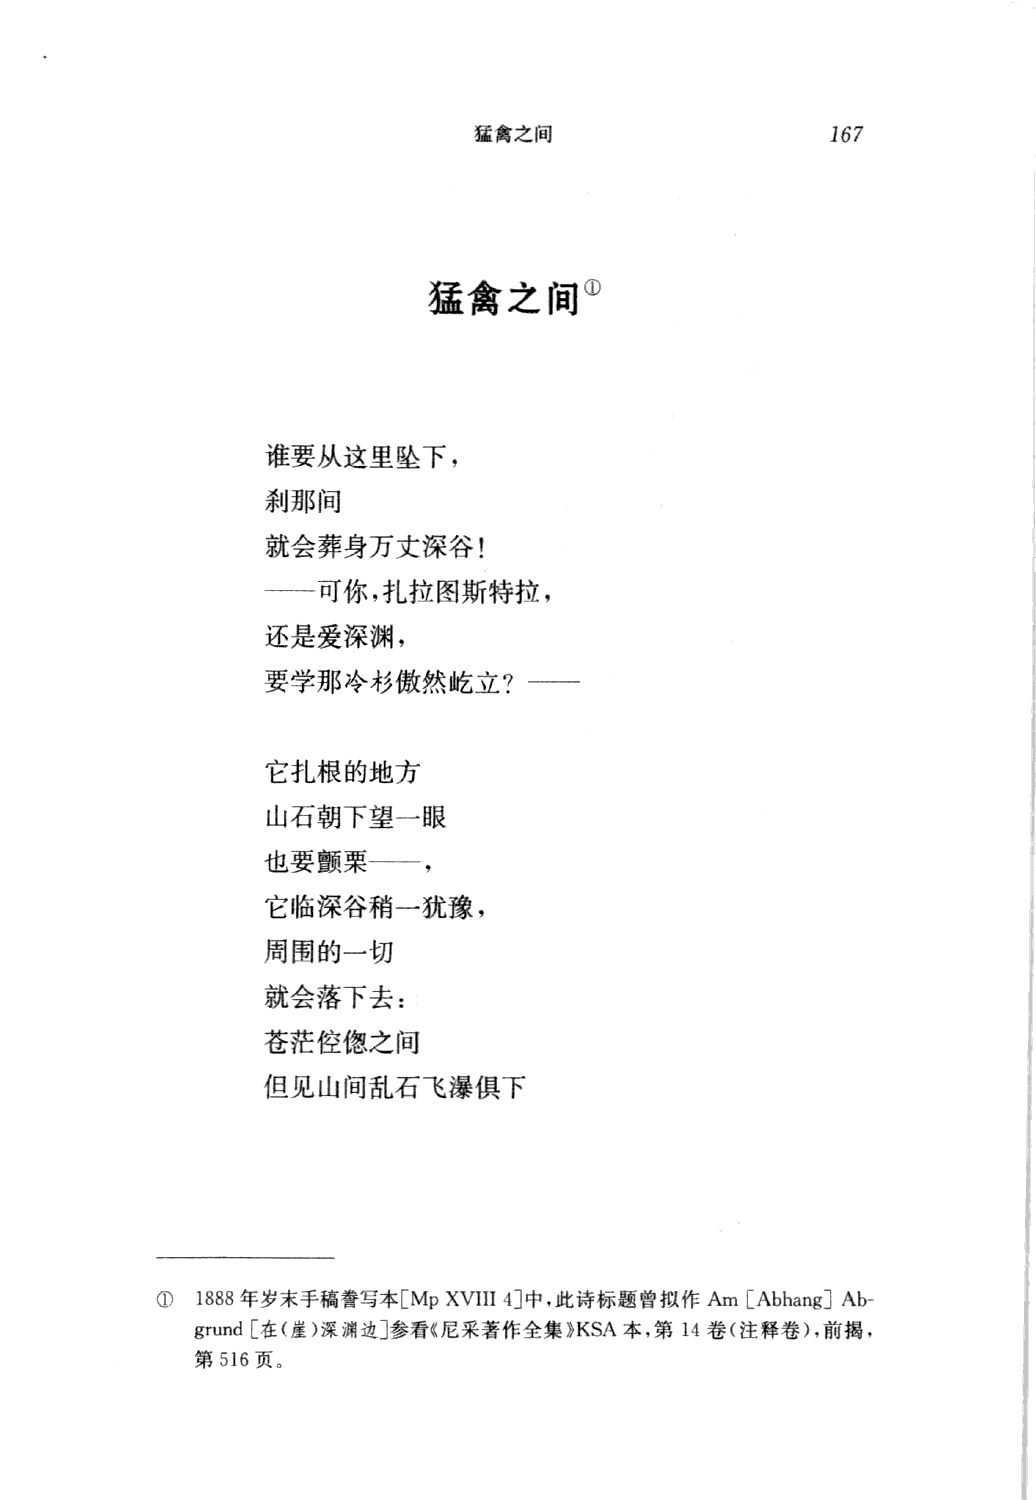 猛禽之间 167
猛禽之间①
谁要从这里坠下，
刹那间
就会葬身万丈深谷！
——可你，扎拉图斯特拉，
还是爱深渊，
要学那冷杉傲然屹立？——
它扎根的地方
山石朝下望一眼
也要颤栗——，
它临深谷稍一犹豫，
周围的一切
就会落下去：
苍茫倥偬之间
但见山间乱石飞瀑俱下
① 1888 年岁末手稿誊写本[Mp XVIII 4]中，此诗标题曾拟作 Am [Abhang] Ab-
grund [在(崖)深渊边]参看《尼采著作全集》KSA 本，第 14 卷(注释卷)，前揭，
第 516 页。